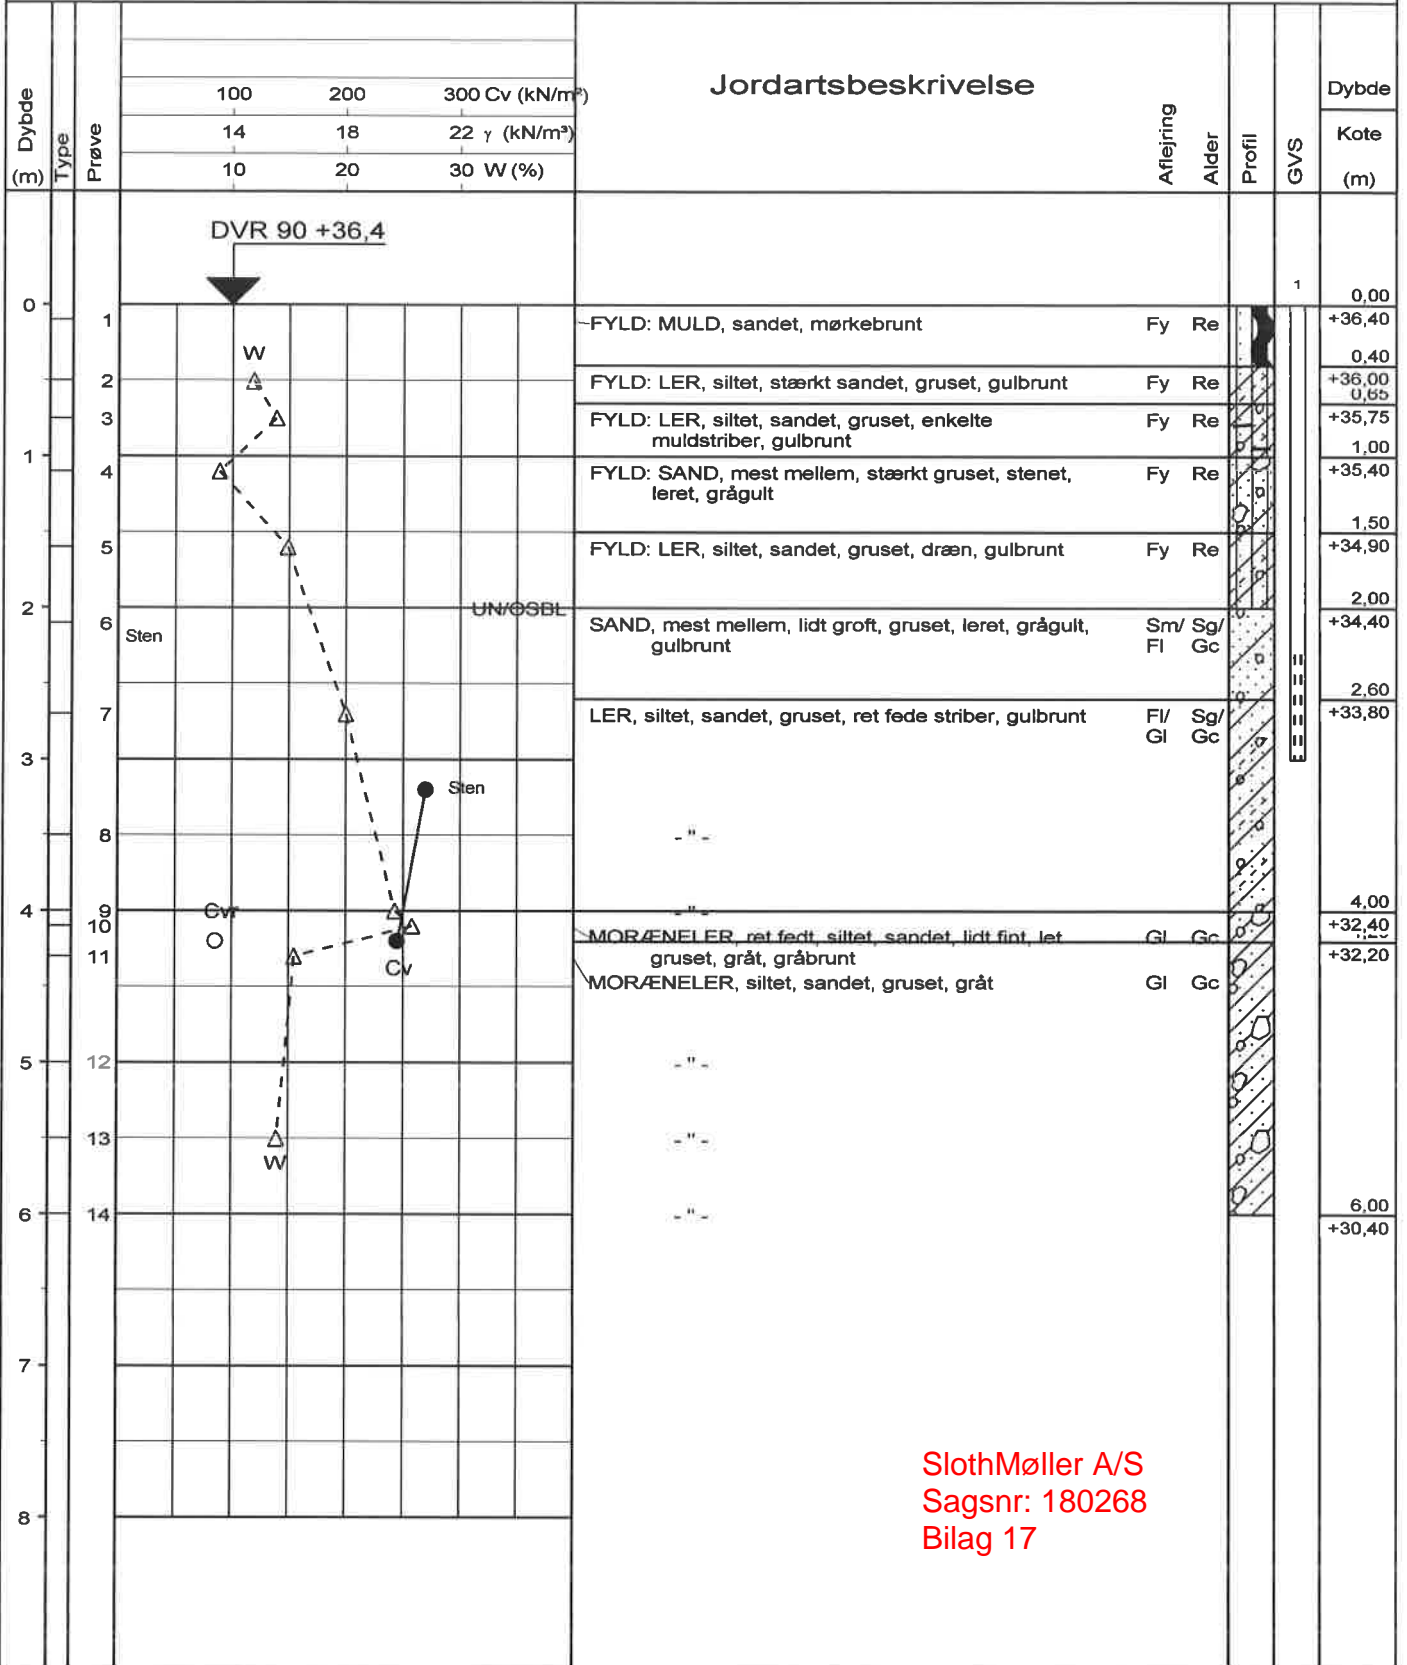 Dybde
(m)
Type
Prøve
100 200 300 Cv (kN/m²)
14 18 22 γ (kN/m³)
10 20 30 W (%)
Jordartsbeskrivelse
Aflejring
Alder
Profil
GVS
Dybde
Kote
(m)
DVR 90 +36,4
1
0 0,00
1 FYLD: MULD, sandet, mørkebrunt Fy Re +36,40
W 0,40
2 FYLD: LER, siltet, stærkt sandet, gruset, gulbrunt Fy Re +36,00
0,65
3 FYLD: LER, siltet, sandet, gruset, enkelte Fy Re +35,75
muldstriber, gulbrunt
1 1,00
4 FYLD: SAND, mest mellem, stærkt gruset, stenet, Fy Re +35,40
leret, grågult
1,50
5 FYLD: LER, siltet, sandet, gruset, dræn, gulbrunt Fy Re +34,90
2 UN/OSBL 2,00
6 Sten SAND, mest mellem, lidt groft, gruset, leret, grågult, Sm/ Sg/ +34,40
gulbrunt Fl Gc
2,60
7 LER, siltet, sandet, gruset, ret fede striber, gulbrunt Fl/ Sg/ +33,80
Gl Gc
3
Sten
8 - " -
4 9 Cvr - " - 4,00
10 MORÆNELER, ret fedt, siltet, sandet, lidt fint, let Gl Gc +32,40
11 gruset, gråt, gråbrunt +32,20
Cv MORÆNELER, siltet, sandet, gruset, gråt Gl Gc
5 12 - " -
13 - " -
W
6 14 - " - 6,00
+30,40
7
8
SlothMøller A/S
Sagsnr: 180268
Bilag 17